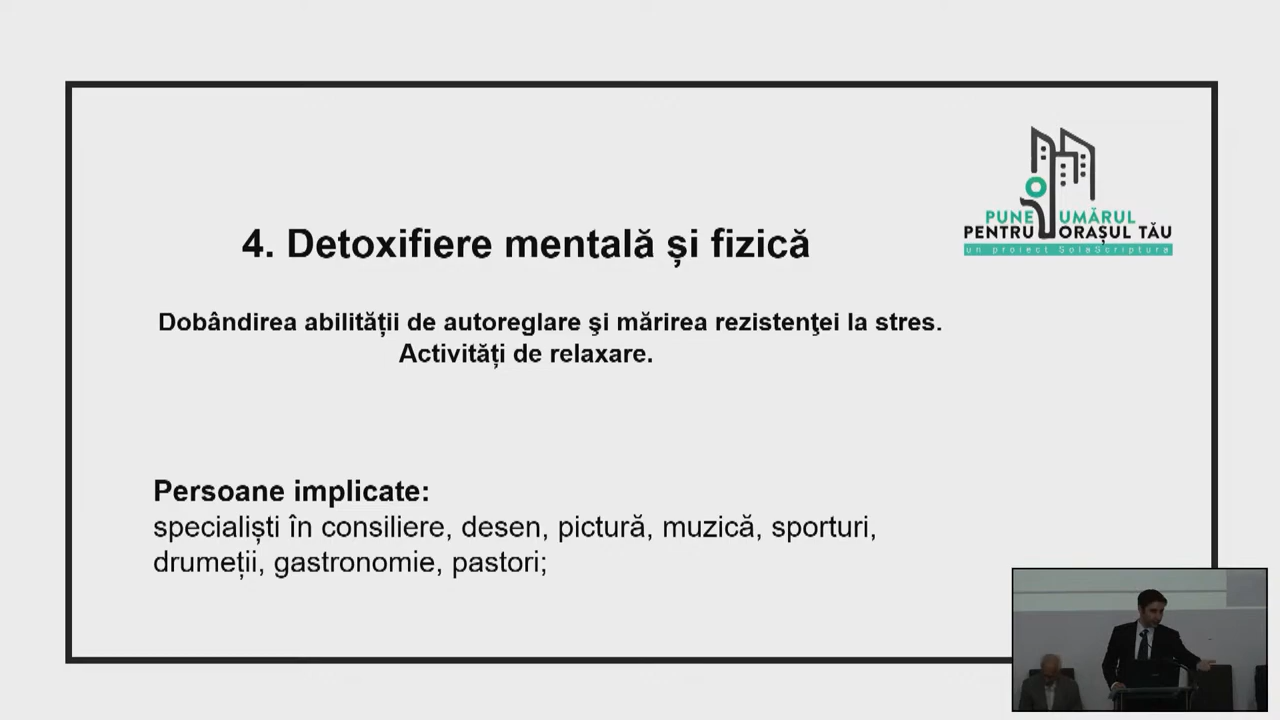 4. Detoxifiere mentală și fizică
PUNE UMĂRUL
PENTRU ORAȘUL TĂU
un proiect SolaScriptura
Dobândirea abilității de autoreglare şi mărirea rezistenţei la stres.
Activități de relaxare.
Persoane implicate:
specialiști în consiliere, desen, pictură, muzică, sporturi,
drumeții, gastronomie, pastori;